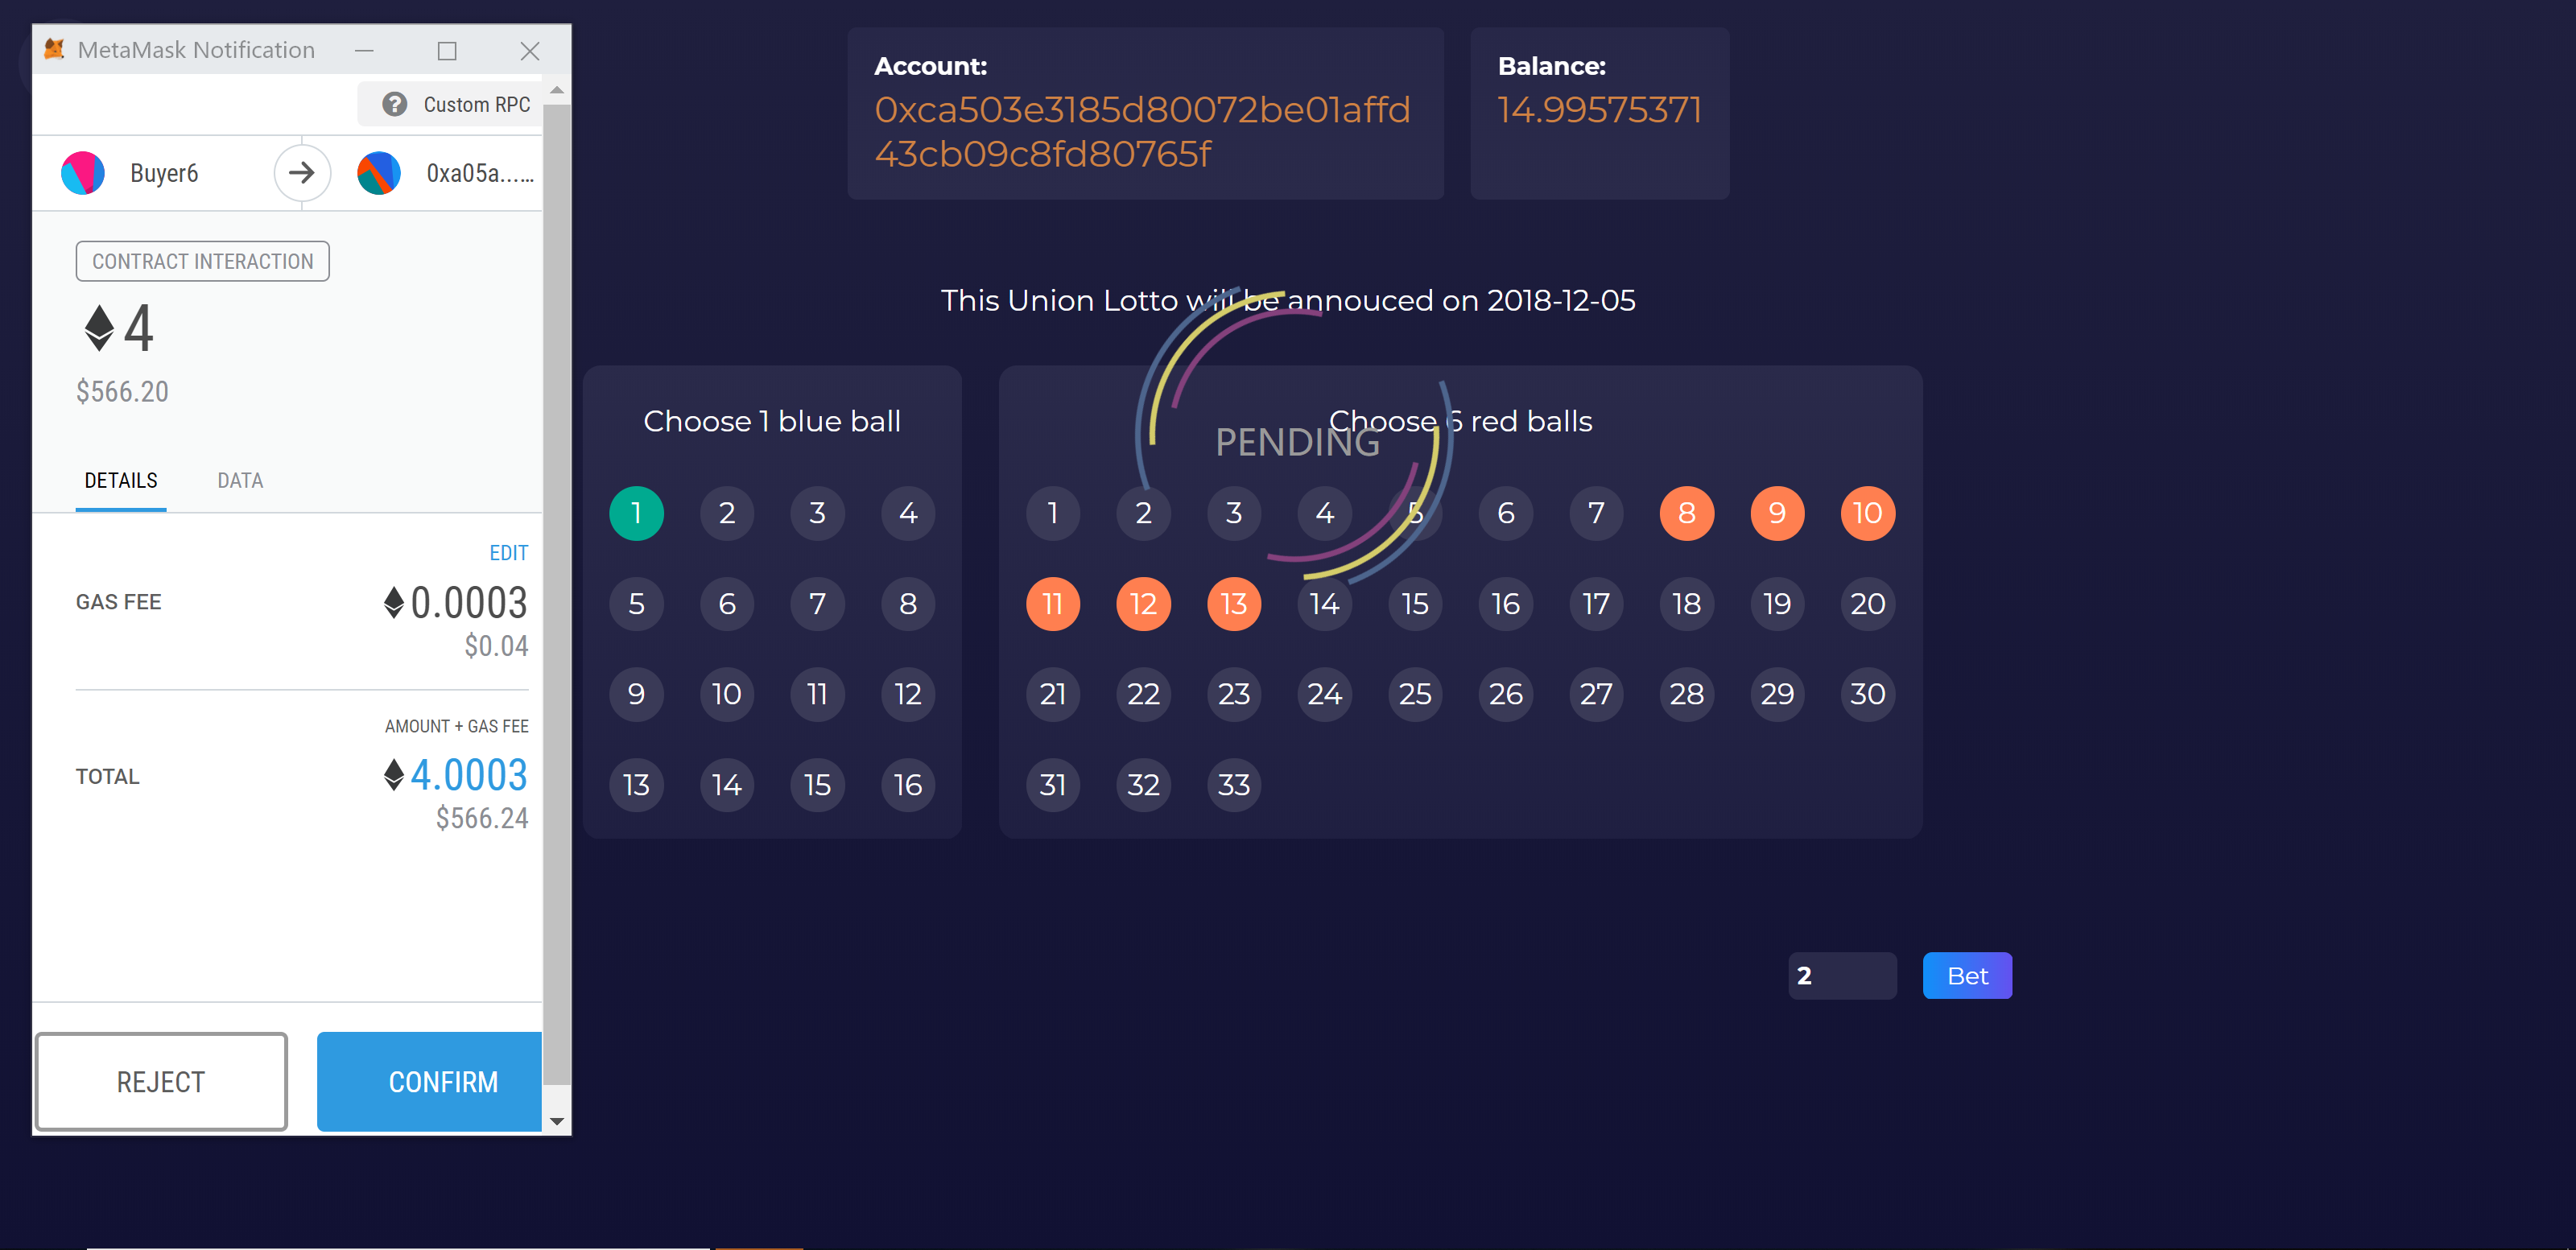 MetaMask Notification
Custom RPC
Buyer6
0xa05a...…
CONTRACT INTERACTION
4
$566.20
DETAILS
DATA
EDIT
GAS FEE
0.0003
$0.04
AMOUNT + GAS FEE
TOTAL
4.0003
$566.24
REJECT
CONFIRM
Account:
0xca503e3185d80072be01affd
43cb09c8fd80765f
Balance:
14.99575371
This Union Lotto will be annouced on 2018-12-05
PENDING
Choose 1 blue ball
1 2 3 4
5 6 7 8
9 10 11 12
13 14 15 16
Choose 6 red balls
1 2 3 4 5 6 7 8 9 10
11 12 13 14 15 16 17 18 19 20
21 22 23 24 25 26 27 28 29 30
31 32 33
2
Bet